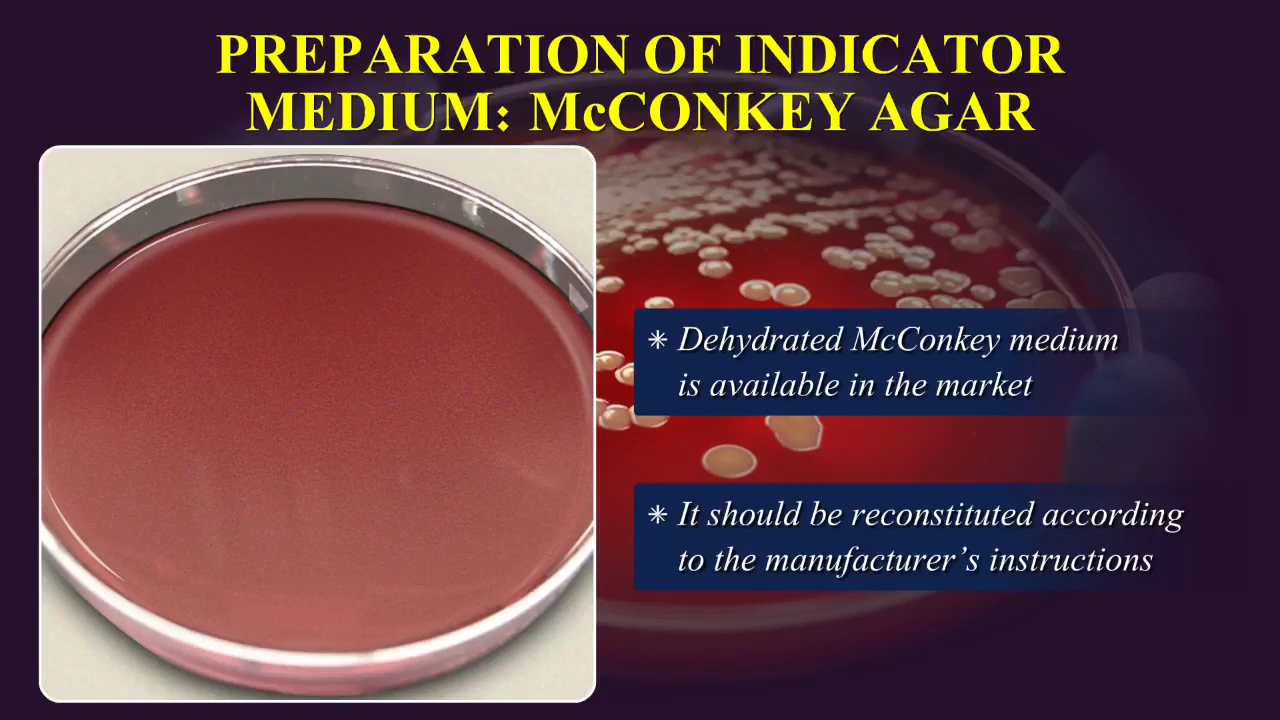 PREPARATION OF INDICATOR
MEDIUM: McCONKEY AGAR
✳ Dehydrated McConkey medium
is available in the market
✳ It should be reconstituted according
to the manufacturer’s instructions